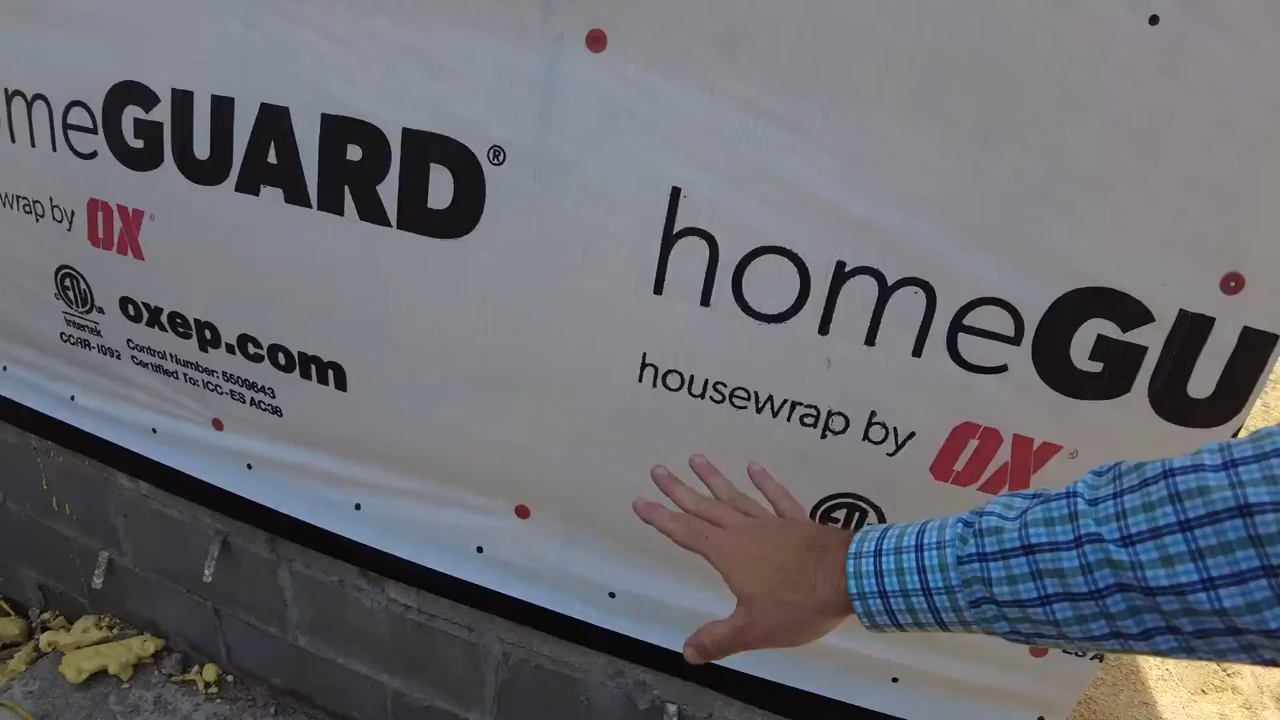 meGUARD®
wrap by OX®
ETL
Intertek
CCRR-1092
oxep.com
Control Number: 5509643
Certified To: ICC-ES AC38
homeGU
housewrap by OX®